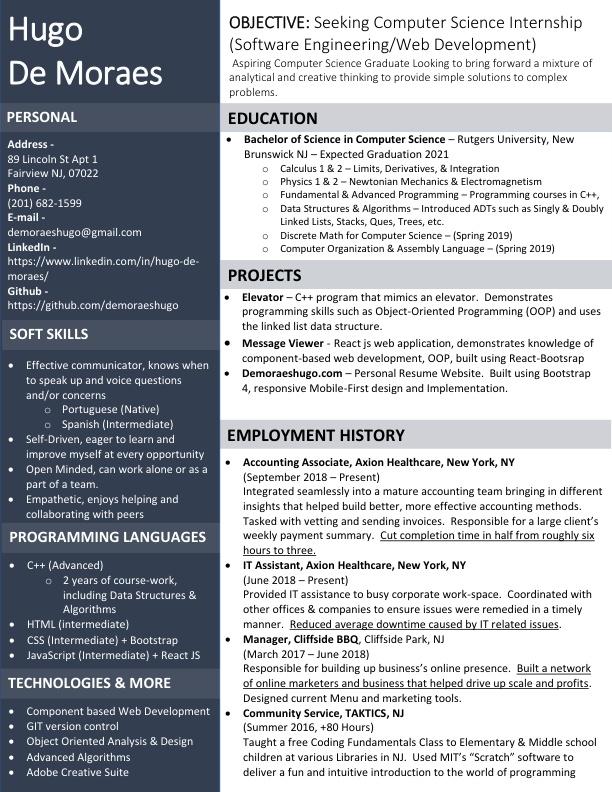 Hugo
De Moraes
PERSONAL
Address -
89 Lincoln St Apt 1
Fairview NJ, 07022
Phone -
(201) 682-1599
E-mail -
demoraeshugo@gmail.com
LinkedIn -
https://www.linkedin.com/in/hugo-de-
moraes/
Github -
https://github.com/demoraeshugo
SOFT SKILLS
• Effective communicator, knows when
to speak up and voice questions
and/or concerns
o Portuguese (Native)
o Spanish (Intermediate)
• Self-Driven, eager to learn and
improve myself at every opportunity
• Open Minded, can work alone or as a
part of a team.
• Empathetic, enjoys helping and
collaborating with peers
PROGRAMMING LANGUAGES
• C++ (Advanced)
o 2 years of course-work,
including Data Structures &
Algorithms
• HTML (intermediate)
• CSS (Intermediate) + Bootstrap
• JavaScript (Intermediate) + React JS
TECHNOLOGIES & MORE
• Component based Web Development
• GIT version control
• Object Oriented Analysis & Design
• Advanced Algorithms
• Adobe Creative Suite
OBJECTIVE: Seeking Computer Science Internship
(Software Engineering/Web Development)
Aspiring Computer Science Graduate Looking to bring forward a mixture of
analytical and creative thinking to provide simple solutions to complex
problems.
EDUCATION
• Bachelor of Science in Computer Science – Rutgers University, New
Brunswick NJ – Expected Graduation 2021
o Calculus 1 & 2 – Limits, Derivatives, & Integration
o Physics 1 & 2 – Newtonian Mechanics & Electromagnetism
o Fundamental & Advanced Programming – Programming courses in C++,
o Data Structures & Algorithms – Introduced ADTs such as Singly & Doubly
Linked Lists, Stacks, Ques, Trees, etc.
o Discrete Math for Computer Science – (Spring 2019)
o Computer Organization & Assembly Language – (Spring 2019)
PROJECTS
• Elevator – C++ program that mimics an elevator. Demonstrates
programming skills such as Object-Oriented Programming (OOP) and uses
the linked list data structure.
• Message Viewer - React js web application, demonstrates knowledge of
component-based web development, OOP, built using React-Bootsrap
• Demoraeshugo.com – Personal Resume Website. Built using Bootstrap
4, responsive Mobile-First design and Implementation.
EMPLOYMENT HISTORY
• Accounting Associate, Axion Healthcare, New York, NY
(September 2018 – Present)
Integrated seamlessly into a mature accounting team bringing in different
insights that helped build better, more effective accounting methods.
Tasked with vetting and sending invoices. Responsible for a large client's
weekly payment summary. Cut completion time in half from roughly six
hours to three.
• IT Assistant, Axion Healthcare, New York, NY
(June 2018 – Present)
Provided IT assistance to busy corporate work-space. Coordinated with
other offices & companies to ensure issues were remedied in a timely
manner. Reduced average downtime caused by IT related issues.
• Manager, Cliffside BBQ, Cliffside Park, NJ
(March 2017 – June 2018)
Responsible for building up business's online presence. Built a network
of online marketers and business that helped drive up scale and profits.
Designed current Menu and marketing tools.
• Community Service, TAKTICS, NJ
(Summer 2016, +80 Hours)
Taught a free Coding Fundamentals Class to Elementary & Middle school
children at various Libraries in NJ. Used MIT's “Scratch” software to
deliver a fun and intuitive introduction to the world of programming